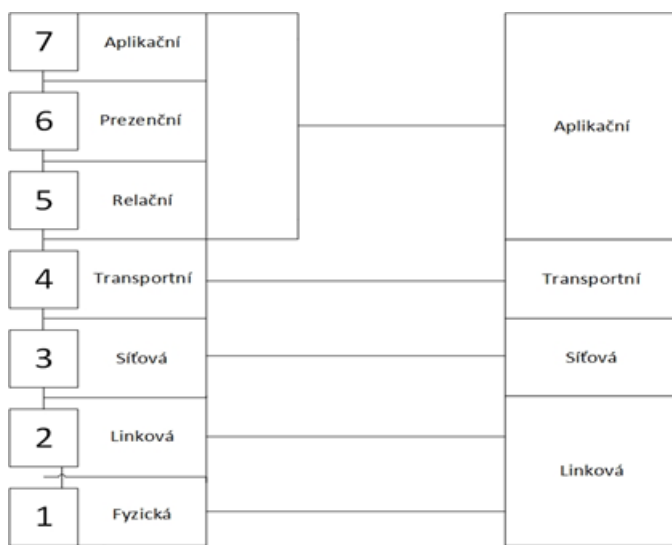 7 Aplikační
6 Prezenční
5 Relační
4 Transportní
3 Síťová
2 Linková
1 Fyzická
Aplikační
Transportní
Síťová
Linková